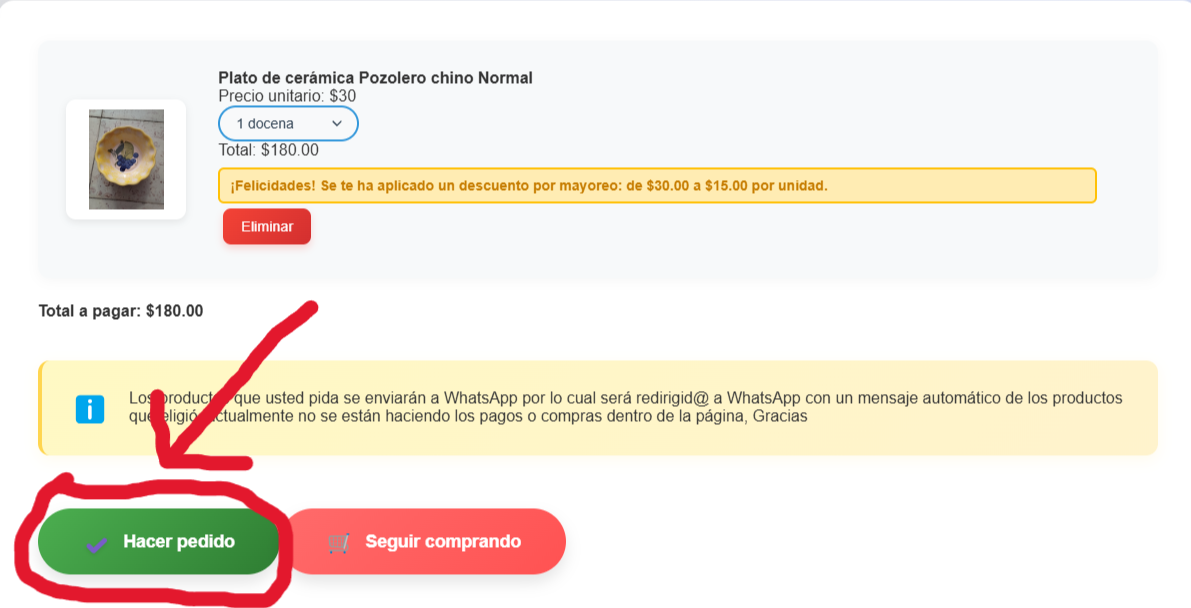 Plato de cerámica Pozolero chino Normal
Precio unitario: $30
1 docena
Total: $180.00
¡Felicidades! Se te ha aplicado un descuento por mayoreo: de $30.00 a $15.00 por unidad.
Eliminar
Total a pagar: $180.00
Los productos que usted pida se enviarán a WhatsApp por lo cual será redirigid@ a WhatsApp con un mensaje automático de los productos
que eligió, actualmente no se están haciendo los pagos o compras dentro de la página, Gracias
Hacer pedido
Seguir comprando